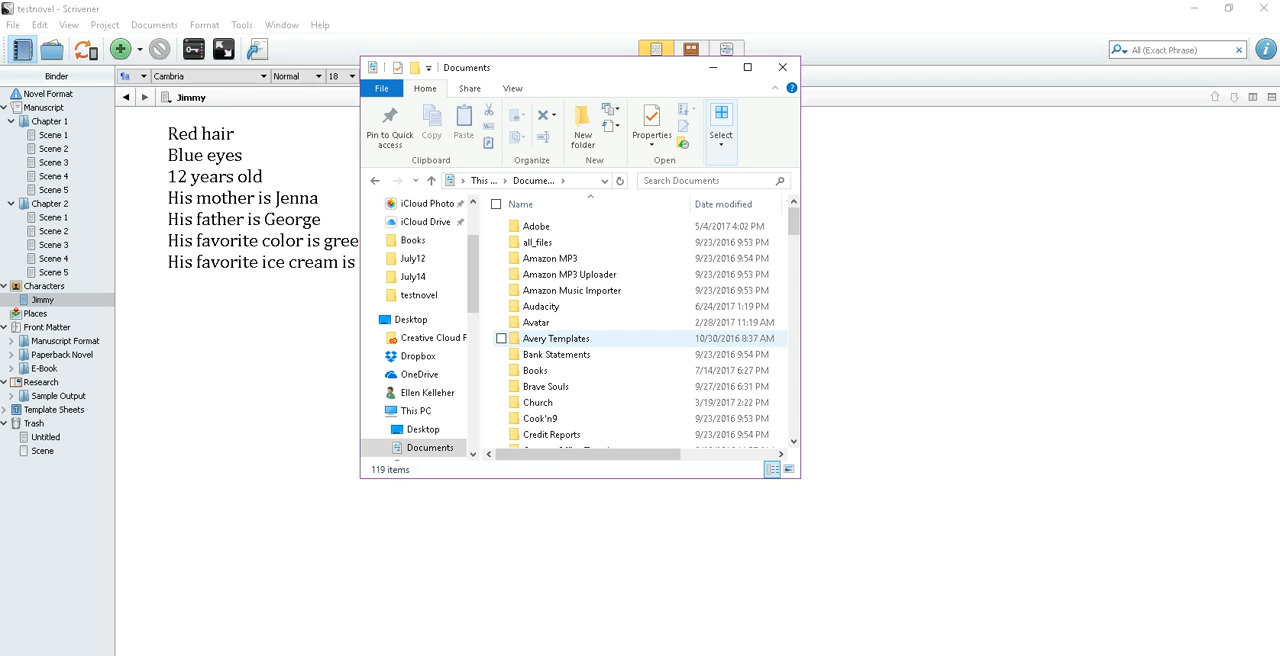 testnovel - Scrivener
File Edit View Project Documents Format Tools Window Help
All (Exact Phrase)
Binder
Cambria Normal 18
Jimmy
Novel Format
Manuscript
Chapter 1
Scene 1
Scene 2
Scene 3
Scene 4
Scene 5
Chapter 2
Scene 1
Scene 2
Scene 3
Scene 4
Scene 5
Characters
Jimmy
Places
Front Matter
Manuscript Format
Paperback Novel
E-Book
Research
Sample Output
Template Sheets
Trash
Untitled
Scene
Red hair
Blue eyes
12 years old
His mother is Jenna
His father is George
His favorite color is gree
His favorite ice cream is
Documents
File Home Share View
Pin to Quick access
Copy
Paste
New folder
Properties
Select
Clipboard Organize New Open
This ... Docume...
Search Documents
iCloud Photo
iCloud Drive
Books
July12
July14
testnovel
Desktop
Creative Cloud F
Dropbox
OneDrive
Ellen Kelleher
This PC
Desktop
Documents
Name Date modified
Adobe 5/4/2017 4:02 PM
all_files 9/23/2016 9:53 PM
Amazon MP3 9/23/2016 9:54 PM
Amazon MP3 Uploader 9/23/2016 9:53 PM
Amazon Music Importer 9/23/2016 9:53 PM
Audacity 6/24/2017 1:19 PM
Avatar 2/28/2017 11:19 AM
Avery Templates 10/30/2016 8:37 AM
Bank Statements 9/23/2016 9:54 PM
Books 7/14/2017 6:27 PM
Brave Souls 9/27/2016 6:31 PM
Church 3/19/2017 2:22 PM
Cook'n9 9/23/2016 9:53 PM
Credit Reports 9/23/2016 9:54 PM
119 items